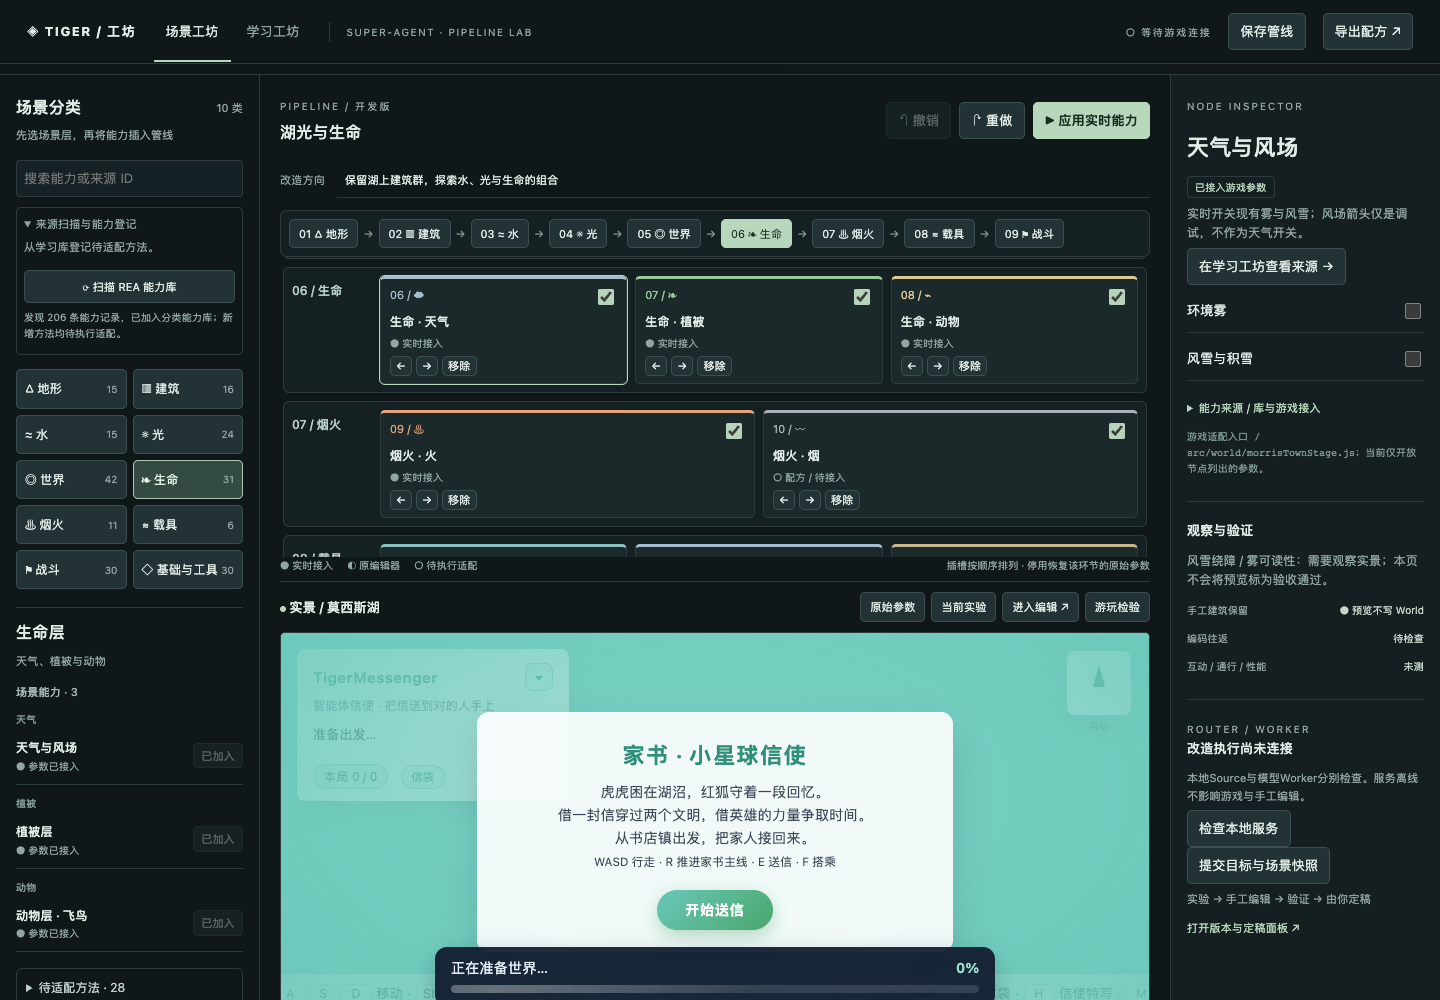 ◈ TIGER / 工坊
场景工坊
学习工坊
SUPER-AGENT · PIPELINE LAB
等待游戏连接
保存管线
导出配方 ↗
场景分类
10 类
先选场景层，再将能力插入管线
搜索能力或来源 ID
▼ 来源扫描与能力登记
从学习库登记待适配方法。
⟳ 扫描 REA 能力库
发现 206 条能力记录，已加入分类能力库；新
增方法均待执行适配。
地形 15
建筑 16
≈ 水 15
光 24
◎ 世界 42
❧ 生命 31
♨ 烟火 11
载具 6
⚑ 战斗 30
◇ 基础与工具 30
生命层
天气、植被与动物
场景能力 · 3
天气
天气与风场
● 参数已接入
已加入
植被
植被层
● 参数已接入
已加入
动物
动物层 · 飞鸟
● 参数已接入
已加入
▶ 待适配方法 · 28
PIPELINE / 开发版
湖光与生命
撤销
重做
▶ 应用实时能力
改造方向
保留湖上建筑群，探索水、光与生命的组合
01 地形 →
02 建筑 →
03 ≈ 水 →
04 光 →
05 ◎ 世界 →
06 ❧ 生命 →
07 ♨ 烟火 →
08 载具 →
09 ⚑ 战斗
06 / 生命
06 /
生命 · 天气
● 实时接入
← → 移除
07 / ❧
生命 · 植被
● 实时接入
← → 移除
08 /
生命 · 动物
● 实时接入
← → 移除
07 / 烟火
09 / ♨
烟火 · 火
● 实时接入
← → 移除
10 /
烟火 · 烟
○ 配方 / 待接入
← → 移除
08 / 载具
● 实时接入
◐ 原编辑器
○ 待执行适配
插槽按顺序排列 · 停用恢复该环节的原始参数
● 实景 / 莫西斯湖
原始参数
当前实验
进入编辑 ↗
游玩检验
TigerMessenger
智能体信使 · 把信送到对的人手上
准备出发…
本局 0 / 0
信袋
目标
家书 · 小星球信使
虎虎困在湖沼，红狐守着一段回忆。
借一封信穿过两个文明，借英雄的力量争取时间。
从书店镇出发，把家人接回来。
WASD 行走 · R 推进家书主线 · E 送信 · F 搭乘
开始送信
正在准备世界…
0%
A S D 移动 ·
袋 · H 信使特写 · M
NODE INSPECTOR
天气与风场
已接入游戏参数
实时开关现有雾与风雪；风场箭头仅是调
试，不作为天气开关。
在学习工坊查看来源 →
环境雾
风雪与积雪
▶ 能力来源 / 库与游戏接入
游戏适配入口 /
src/world/morrisTownStage.js；当前仅开放
节点列出的参数。
观察与验证
风雪绕障 / 雾可读性：需要观察实景；本页
不会将预览标为验收通过。
手工建筑保留
● 预览不写 World
编码往返
待检查
互动 / 通行 / 性能
未测
ROUTER / WORKER
改造执行尚未连接
本地Source与模型Worker分别检查。服务离线
不影响游戏与手工编辑。
检查本地服务
提交目标与场景快照
实验 → 手工编辑 → 验证 → 由你定稿
打开版本与定稿面板 ↗